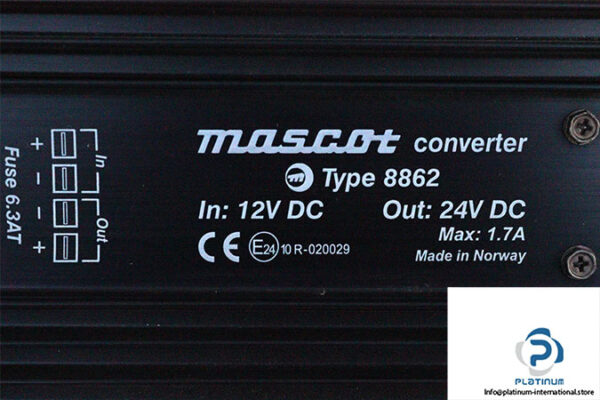 mascot converter
Type 8862
In: 12V DC Out: 24V DC
Max: 1.7A
CE E24 10 R-020029 Made in Norway
+ - - +
In
Out
Fuse 6.3AT
PLATINUM
Info@platinum-international.store